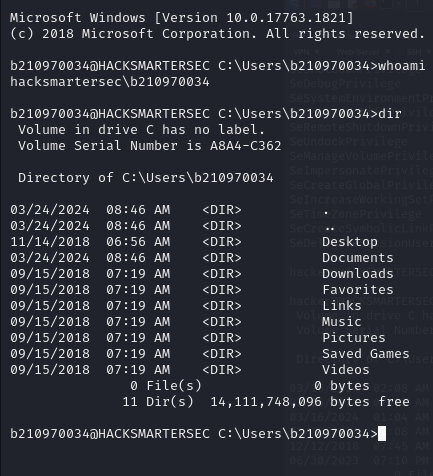 Microsoft Windows [Version 10.0.17763.1821]
(c) 2018 Microsoft Corporation. All rights reserved.
b210970034@HACKSMARTERSEC C:\Users\b210970034>whoami
hacksmartersec\b210970034
b210970034@HACKSMARTERSEC C:\Users\b210970034>dir
 Volume in drive C has no label.
 Volume Serial Number is A8A4-C362
 Directory of C:\Users\b210970034
03/24/2024  08:46 AM    <DIR>          .
03/24/2024  08:46 AM    <DIR>          ..
11/14/2018  06:56 AM    <DIR>          Desktop
03/24/2024  08:46 AM    <DIR>          Documents
09/15/2018  07:19 AM    <DIR>          Downloads
09/15/2018  07:19 AM    <DIR>          Favorites
09/15/2018  07:19 AM    <DIR>          Links
09/15/2018  07:19 AM    <DIR>          Music
09/15/2018  07:19 AM    <DIR>          Pictures
09/15/2018  07:19 AM    <DIR>          Saved Games
09/15/2018  07:19 AM    <DIR>          Videos
               0 File(s)              0 bytes
              11 Dir(s)  14,111,748,096 bytes free
b210970034@HACKSMARTERSEC C:\Users\b210970034>